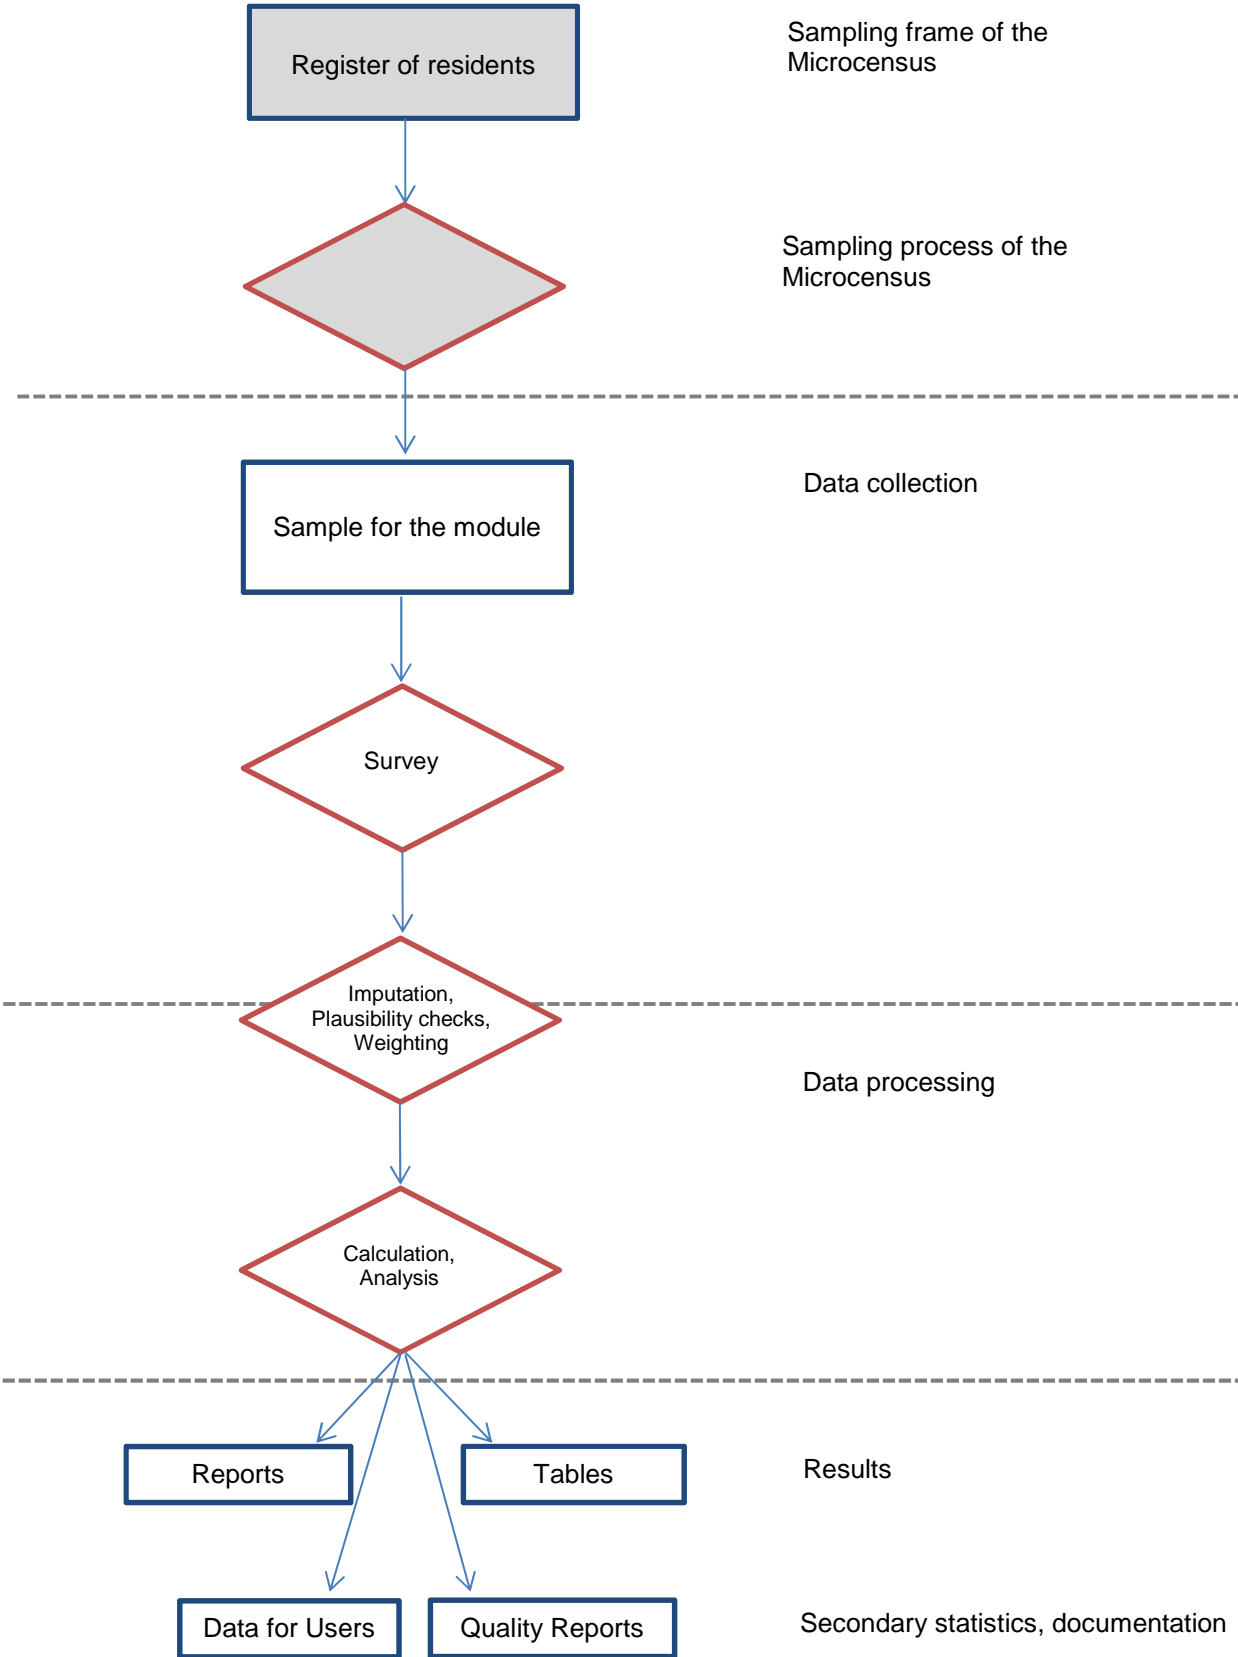 Register of residents
Sampling frame of the
Microcensus
Sampling process of the
Microcensus
Data collection
Sample for the module
Survey
Imputation,
Plausibility checks,
Weighting
Data processing
Calculation,
Analysis
Reports
Tables
Results
Data for Users
Quality Reports
Secondary statistics, documentation